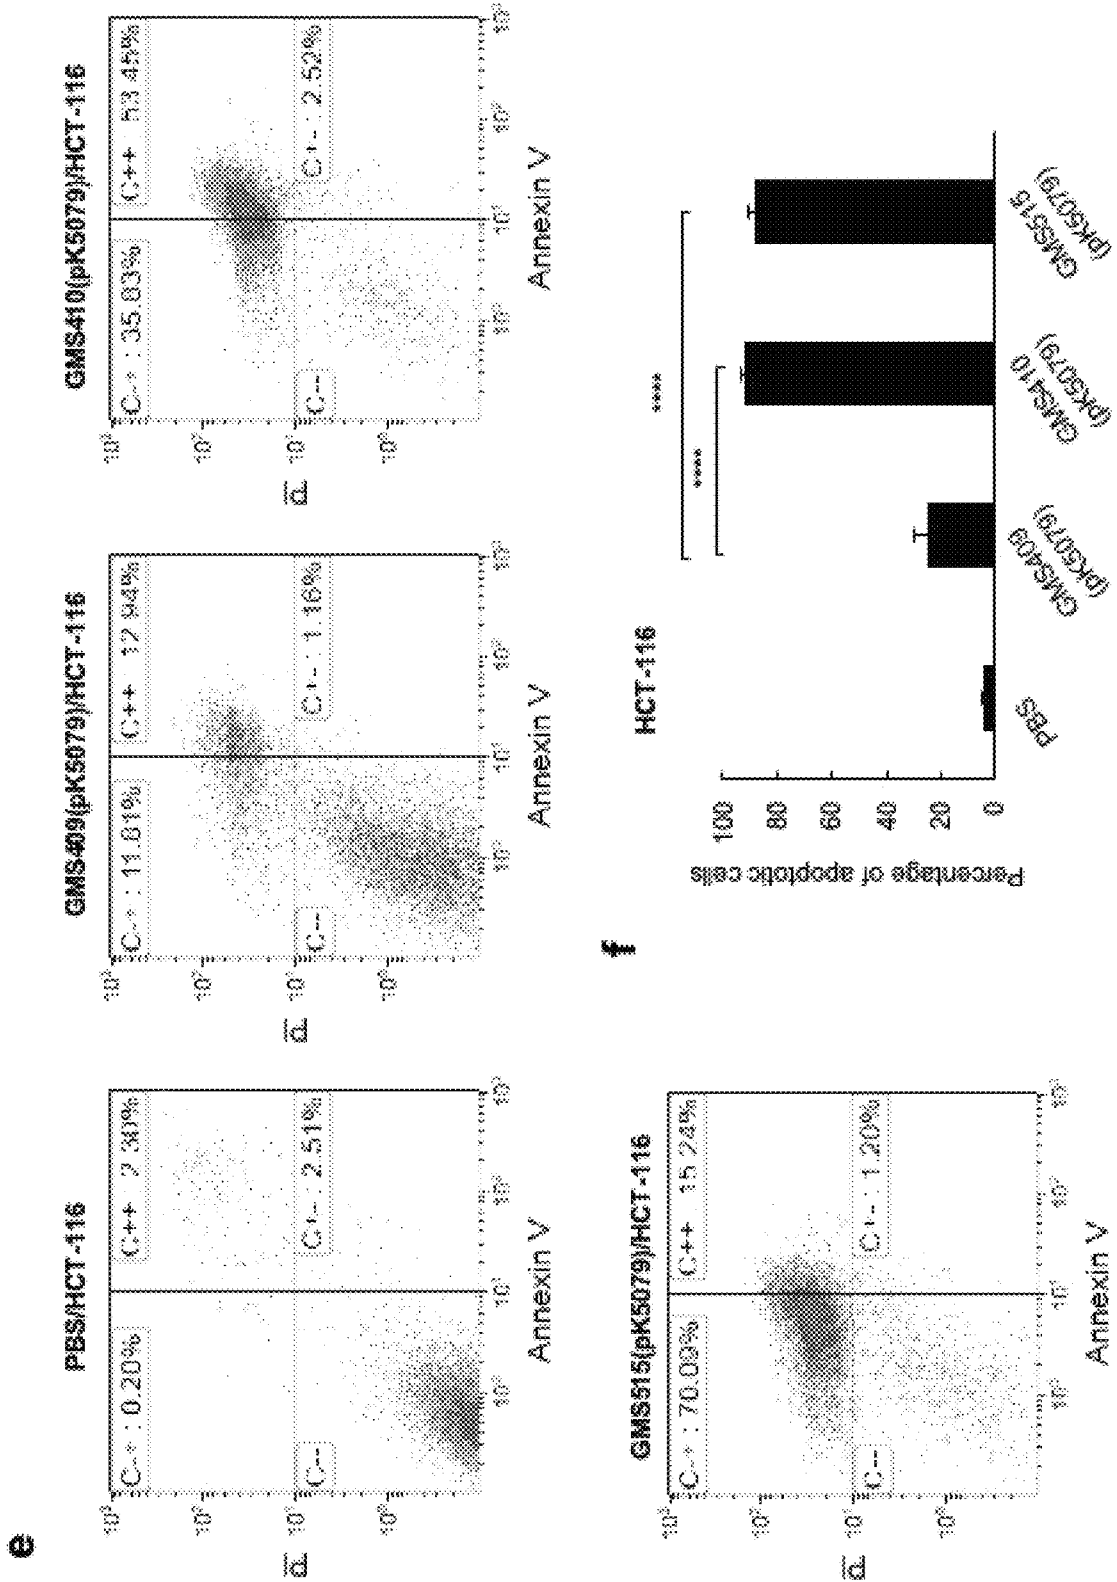 e
PBS/HCT-116
C-+ : 0.20%
C++ 2.30%
C--
C+- : 2.51%
PI
Annexin V
GMS409(pK5079)/HCT-116
C-+ : 11.81%
C++ 12.94%
C--
C+- : 1.16%
PI
Annexin V
GMS410(pK5079)/HCT-116
C-+ : 35.83%
C++ 53.45%
C--
C+- : 2.52%
PI
Annexin V
GMS515(pK5079)/HCT-116
C-+ : 70.09%
C++ 15.24%
C--
C+- : 1.20%
PI
Annexin V
f
HCT-116
Percentage of apoptotic cells
100
80
60
40
20
0
****
****
PBS
GMS409
(pK5079)
GMS410
(pK5079)
GMS515
(pK5079)